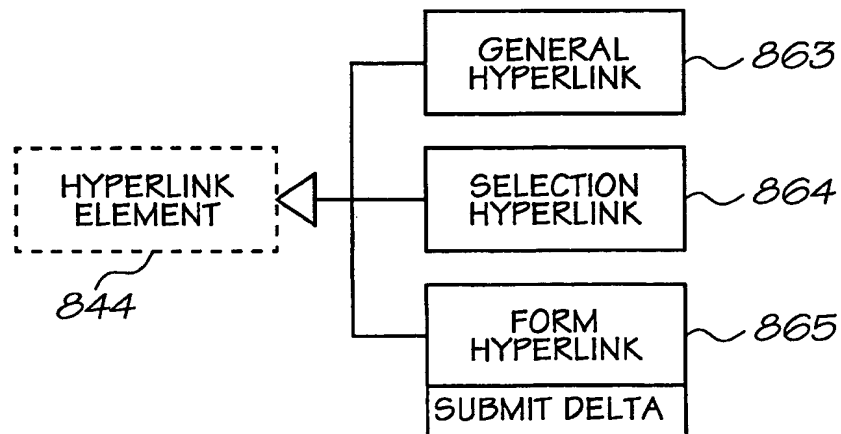 GENERAL
HYPERLINK
863
HYPERLINK
ELEMENT
844
SELECTION
HYPERLINK
864
FORM
HYPERLINK
865
SUBMIT DELTA